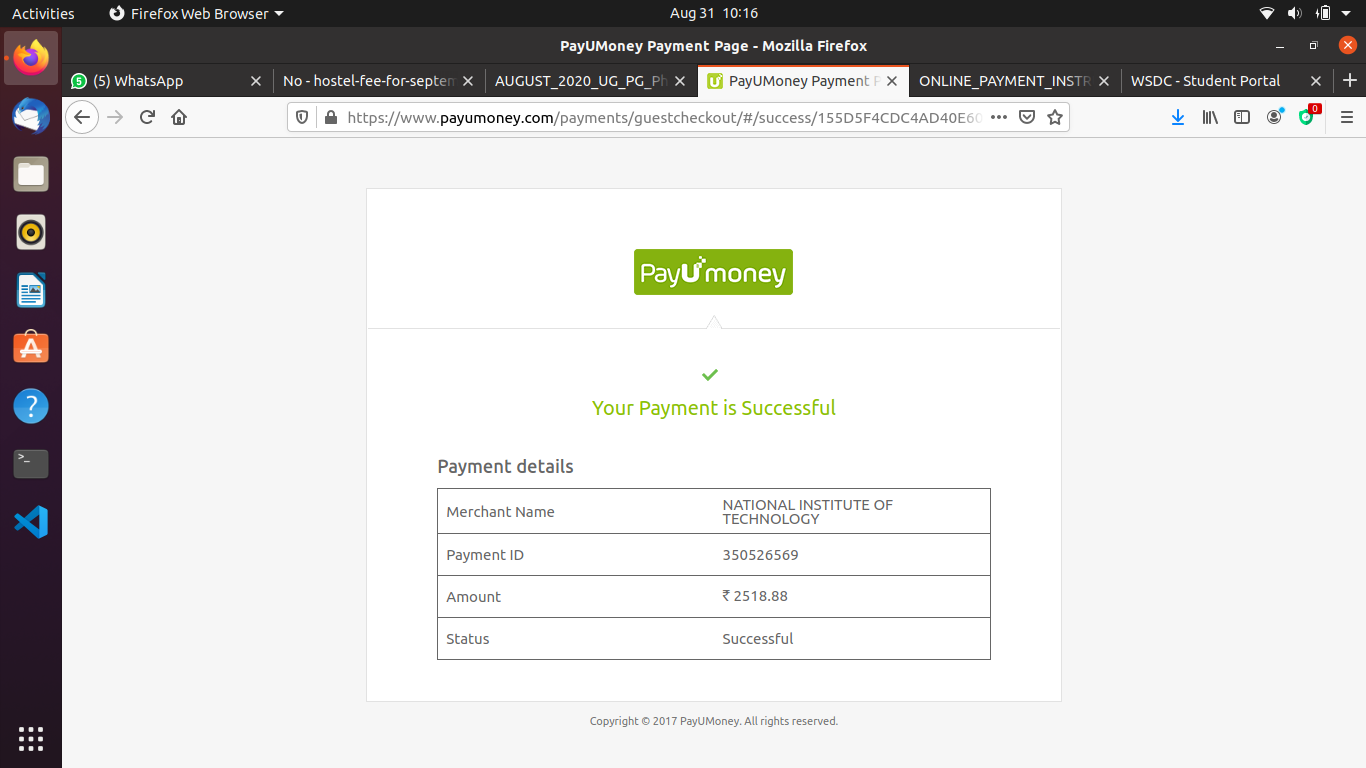 Activities
Firefox Web Browser
Aug 31 10:16
PayUMoney Payment Page - Mozilla Firefox
5
(5) WhatsApp
No - hostel-fee-for-septem
AUGUST_2020_UG_PG_Ph
PayUMoney Payment P
ONLINE_PAYMENT_INSTR
WSDC - Student Portal
https://www.payumoney.com/payments/guestcheckout/#/success/155D5F4CDC4AD40E60
0
PayUmoney
Your Payment is Successful
Payment details
Merchant Name
NATIONAL INSTITUTE OF
TECHNOLOGY
Payment ID
350526569
Amount
₹ 2518.88
Status
Successful
Copyright © 2017 PayUMoney. All rights reserved.